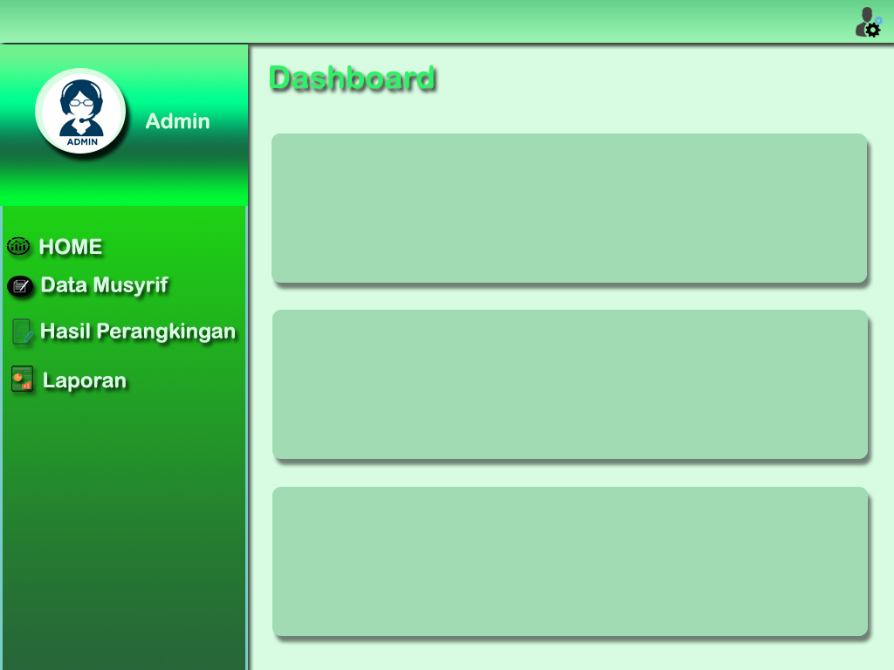 Dashboard
ADMIN
Admin
HOME
Data Musyrif
Hasil Perangkingan
Laporan